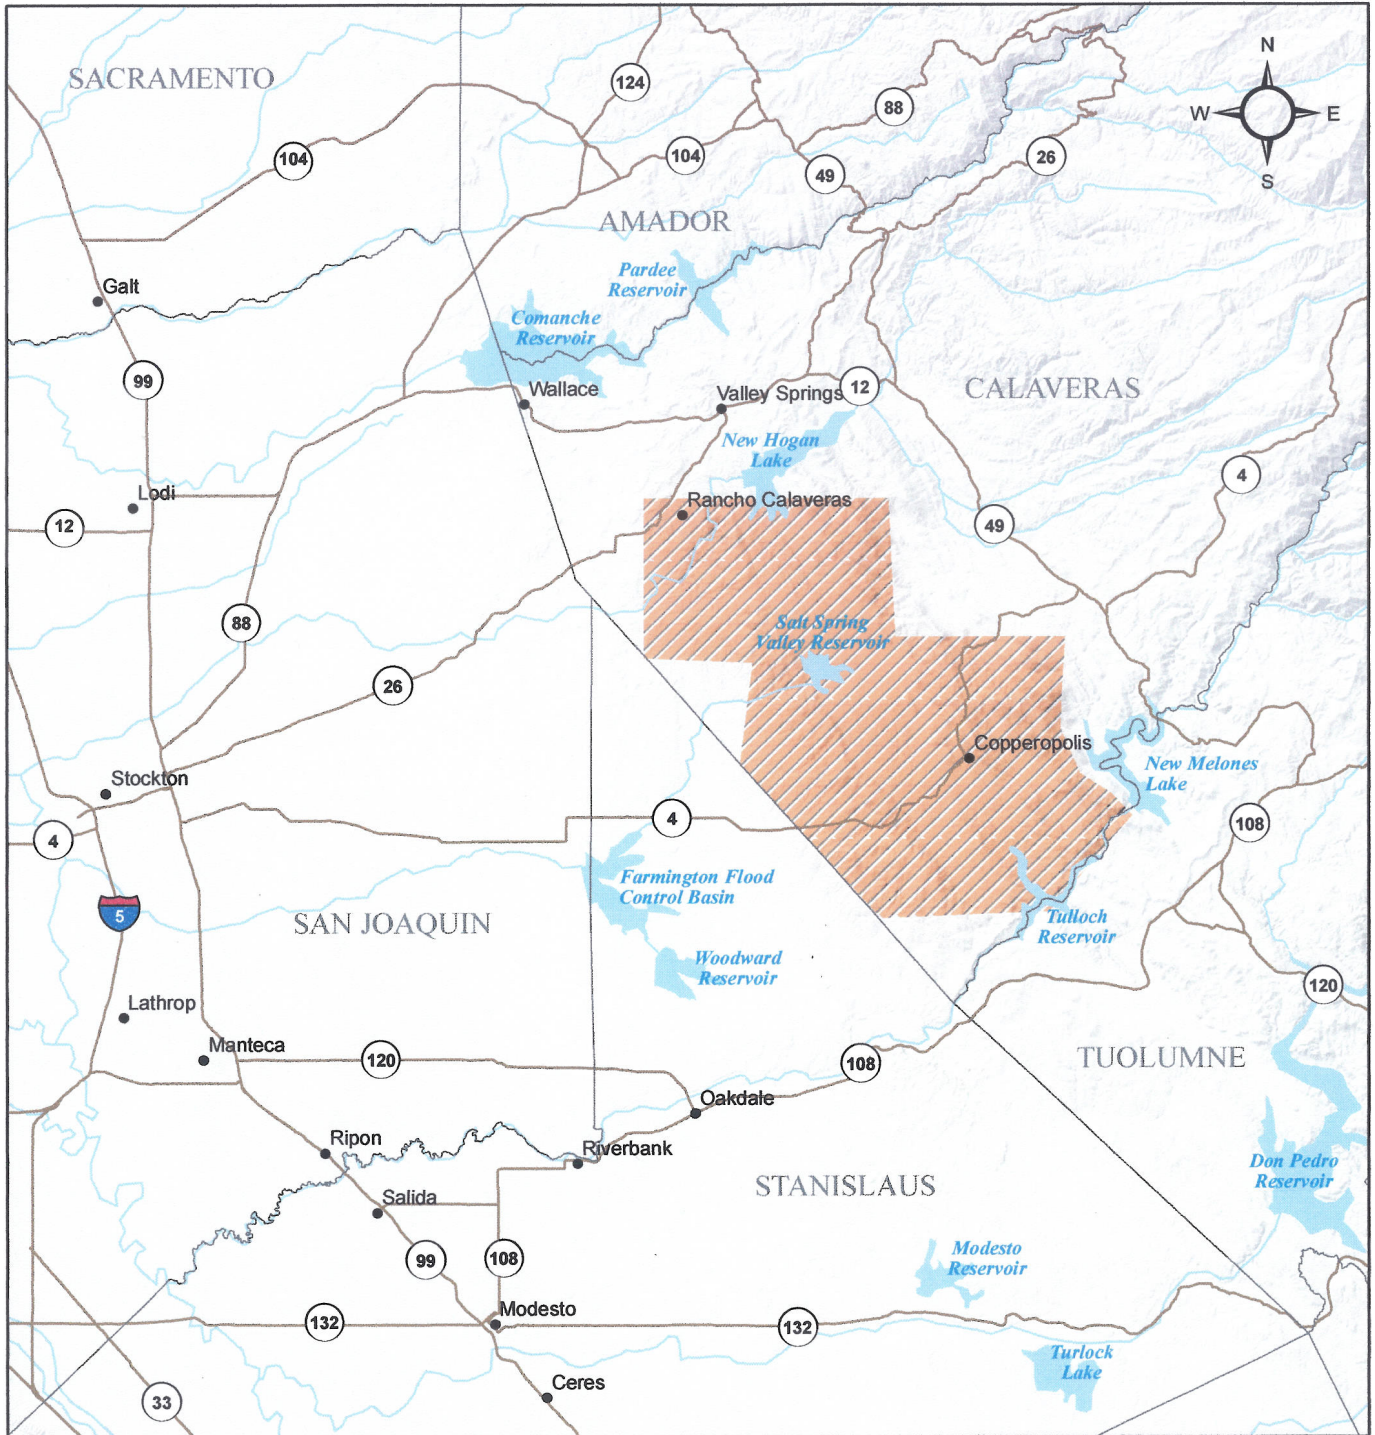 N
SACRAMENTO
124
88
W
E
104
104
26
49
S
AMADOR
Pardee
Reservoir
Galt
Comanche
Reservoir
99
Wallace
Valley Springs
12
CALAVERAS
New Hogan
Lake
4
Lodi
Rancho Calaveras
12
49
88
Salt Spring
Valley Reservoir
26
Copperopolis
New Melones
Lake
Stockton
4
4
108
Farmington Flood
Control Basin
5
SAN JOAQUIN
Tulloch
Reservoir
Woodward
Reservoir
120
Lathrop
Manteca
120
108
TUOLUMNE
Oakdale
Ripon
Riverbank
Don Pedro
Reservoir
STANISLAUS
Salida
99
108
Modesto
Reservoir
Modesto
132
132
Turlock
Lake
Ceres
33